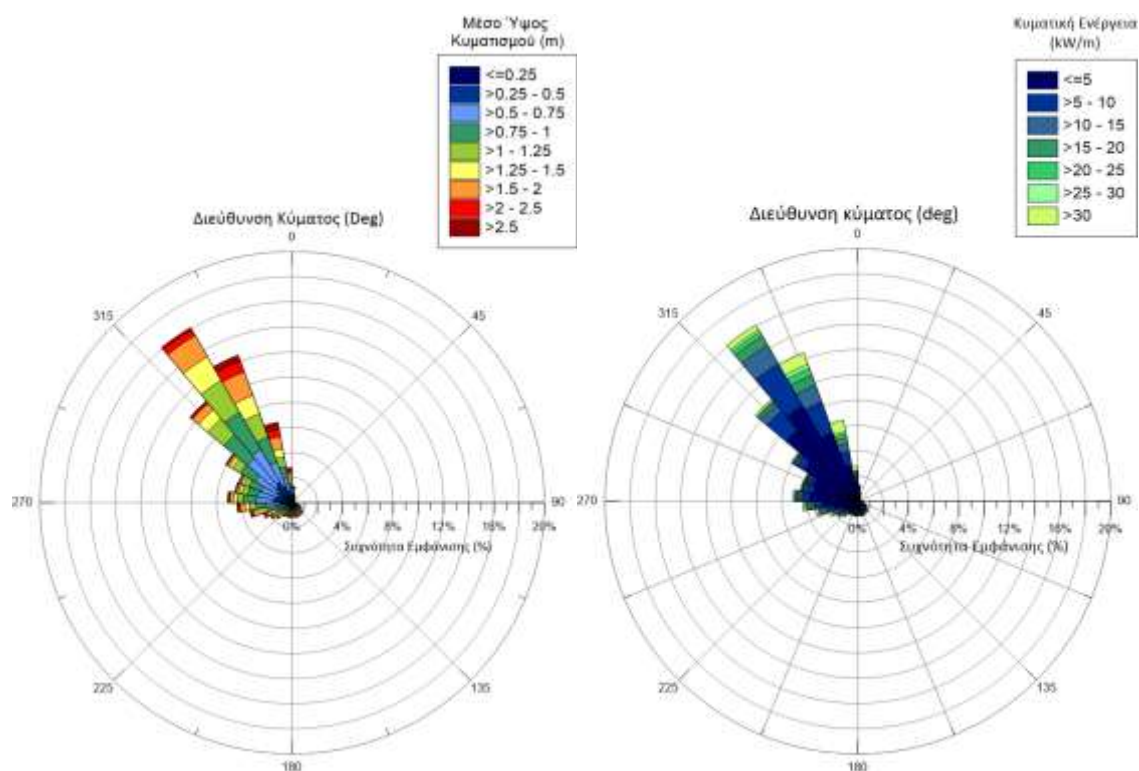 Μέσο Ύψος
Κυματισμού (m)
<=0.25
>0.25 - 0.5
>0.5 - 0.75
>0.75 - 1
>1 - 1.25
>1.25 - 1.5
>1.5 - 2
>2 - 2.5
>2.5
Διεύθυνση Κύματος (Deg)
0
315
45
270
90
0%
4%
8%
12%
16%
20%
Συχνότητα Εμφάνισης (%)
225
135
180
Κυματική Ενέργεια
(kW/m)
<=5
>5 - 10
>10 - 15
>15 - 20
>20 - 25
>25 - 30
>30
Διεύθυνση κύματος (deg)
0
315
45
270
90
0%
4%
8%
12%
16%
20%
Συχνότητα Εμφάνισης (%)
225
135
180